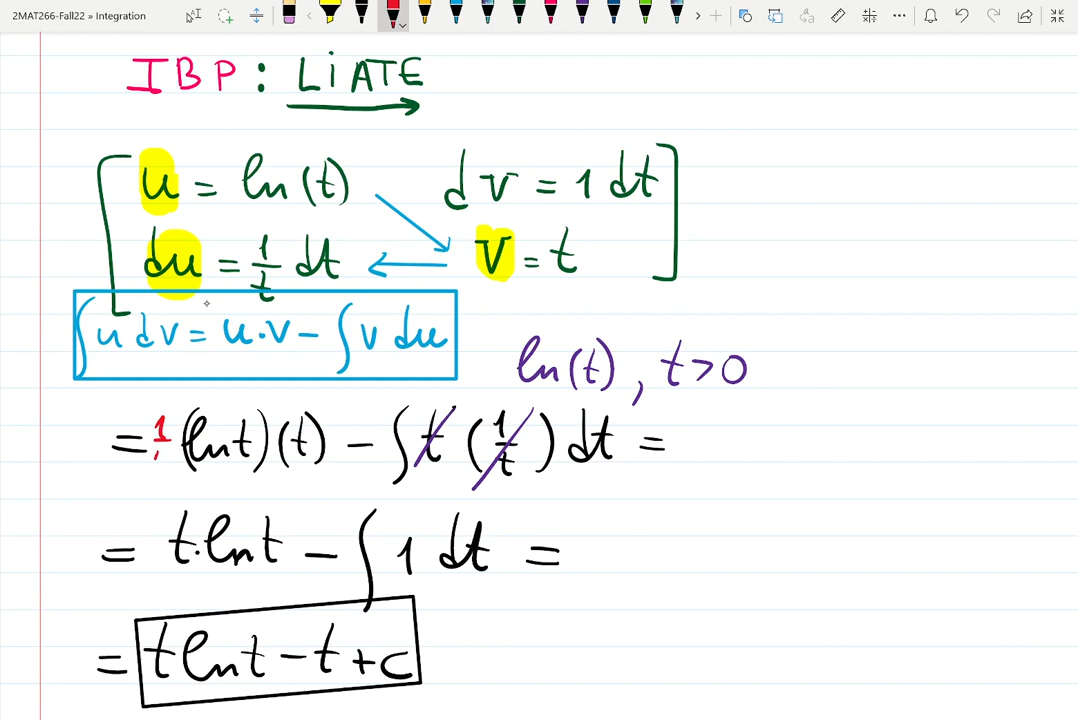 2MAT266-Fall22 » Integration
IBP : LiATE
u = ln(t) dv = 1 dt
du = 1/t dt v = t
∫u dv = u·v − ∫v du
ln(t), t>0
= 1 (ln t)(t) − ∫ t (1/t) dt =
= t·ln t − ∫ 1 dt =
= t ln t − t + c